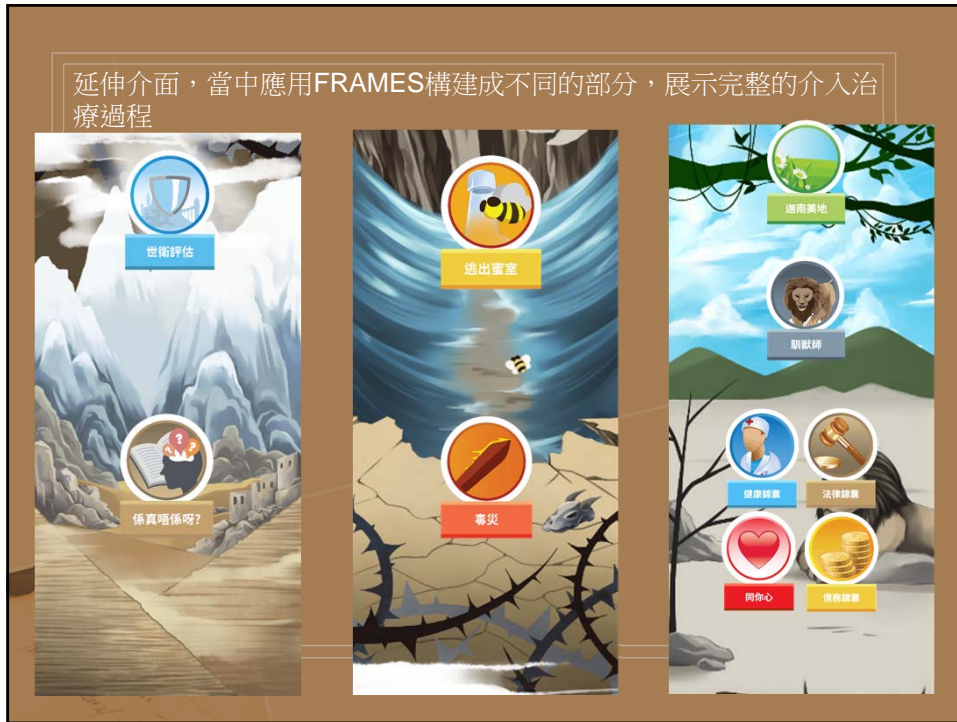 延伸介面，當中應用FRAMES構建成不同的部分，展示完整的介入治
療過程
世衛評估
係真唔係呀?
逃出蜜室
毒災
迦南美地
馴獸師
健康錦囊
法律錦囊
同你心
債務錦囊